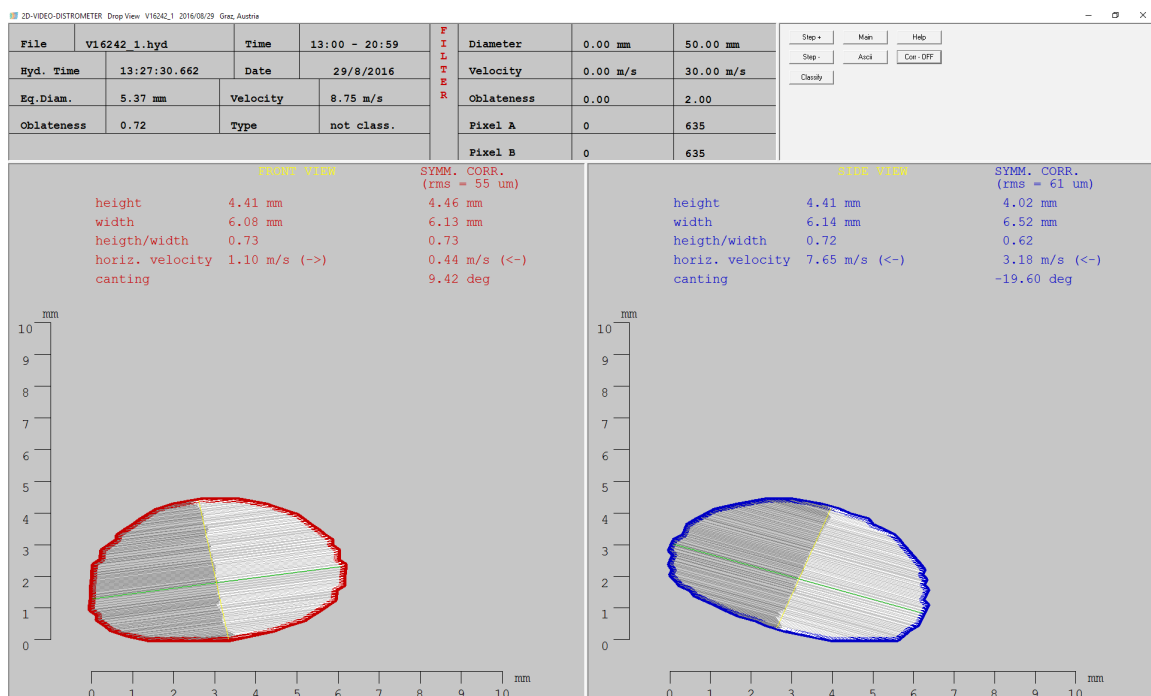 2D-VIDEO-DISTROMETER Drop View V16242_1 2016/08/29 Graz, Austria
File V16242_1.hyd Time 13:00 - 20:59
Hyd. Time 13:27:30.662 Date 29/8/2016
Eq.Diam. 5.37 mm Velocity 8.75 m/s
Oblateness 0.72 Type not class.
FILTER
Diameter 0.00 mm 50.00 mm
Velocity 0.00 m/s 30.00 m/s
Oblateness 0.00 2.00
Pixel A 0 635
Pixel B 0 635
Step + Main Help
Step - Ascii Corr - OFF
Classify
FRONT VIEW SYMM. CORR.
(rms = 55 um)
height 4.41 mm 4.46 mm
width 6.08 mm 6.13 mm
heigth/width 0.73 0.73
horiz. velocity 1.10 m/s (->) 0.44 m/s (<-)
canting 9.42 deg
mm
10
9
8
7
6
5
4
3
2
1
0
mm
0 1 2 3 4 5 6 7 8 9 10
SIDE VIEW SYMM. CORR.
(rms = 61 um)
height 4.41 mm 4.02 mm
width 6.14 mm 6.52 mm
heigth/width 0.72 0.62
horiz. velocity 7.65 m/s (<-) 3.18 m/s (<-)
canting -19.60 deg
mm
10
9
8
7
6
5
4
3
2
1
0
mm
0 1 2 3 4 5 6 7 8 9 10